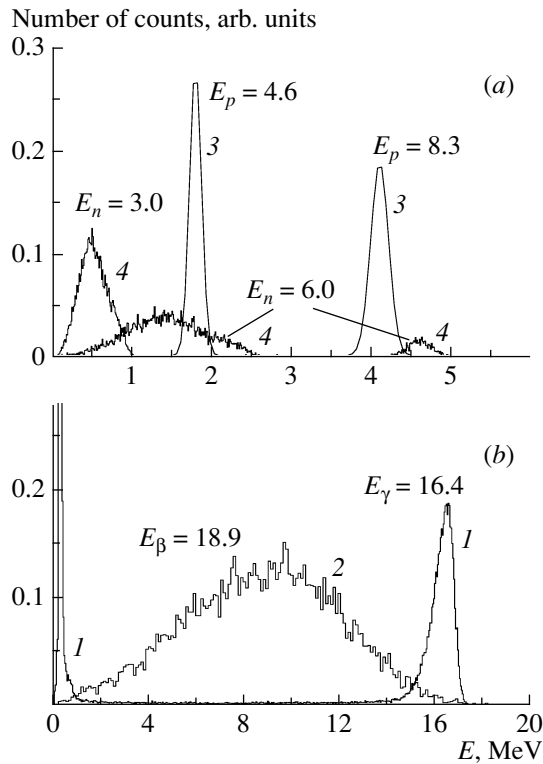 Number of counts, arb. units
0.3
(a)
E_p = 4.6
E_p = 8.3
3
3
0.2
E_n = 3.0
4
0.1
E_n = 6.0
4
4
0
1 2 3 4 5
(b)
E_γ = 16.4
0.2
E_β = 18.9
1
2
0.1
1
0 4 8 12 16 20
E, MeV